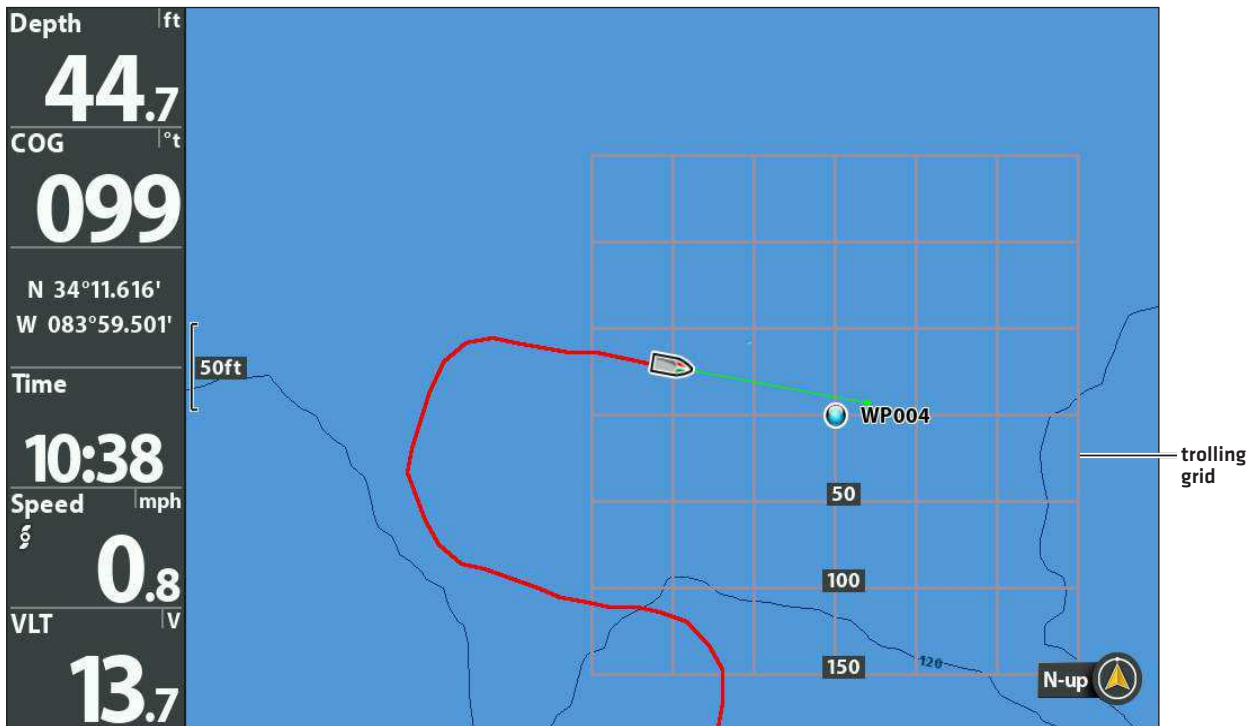 Depth ft
44.7
COG °t
099
N 34°11.616'
W 083°59.501'
Time
10:38
Speed mph
0.8
VLT V
13.7
50ft
WP004
50
100
150
120
N-up
trolling
grid